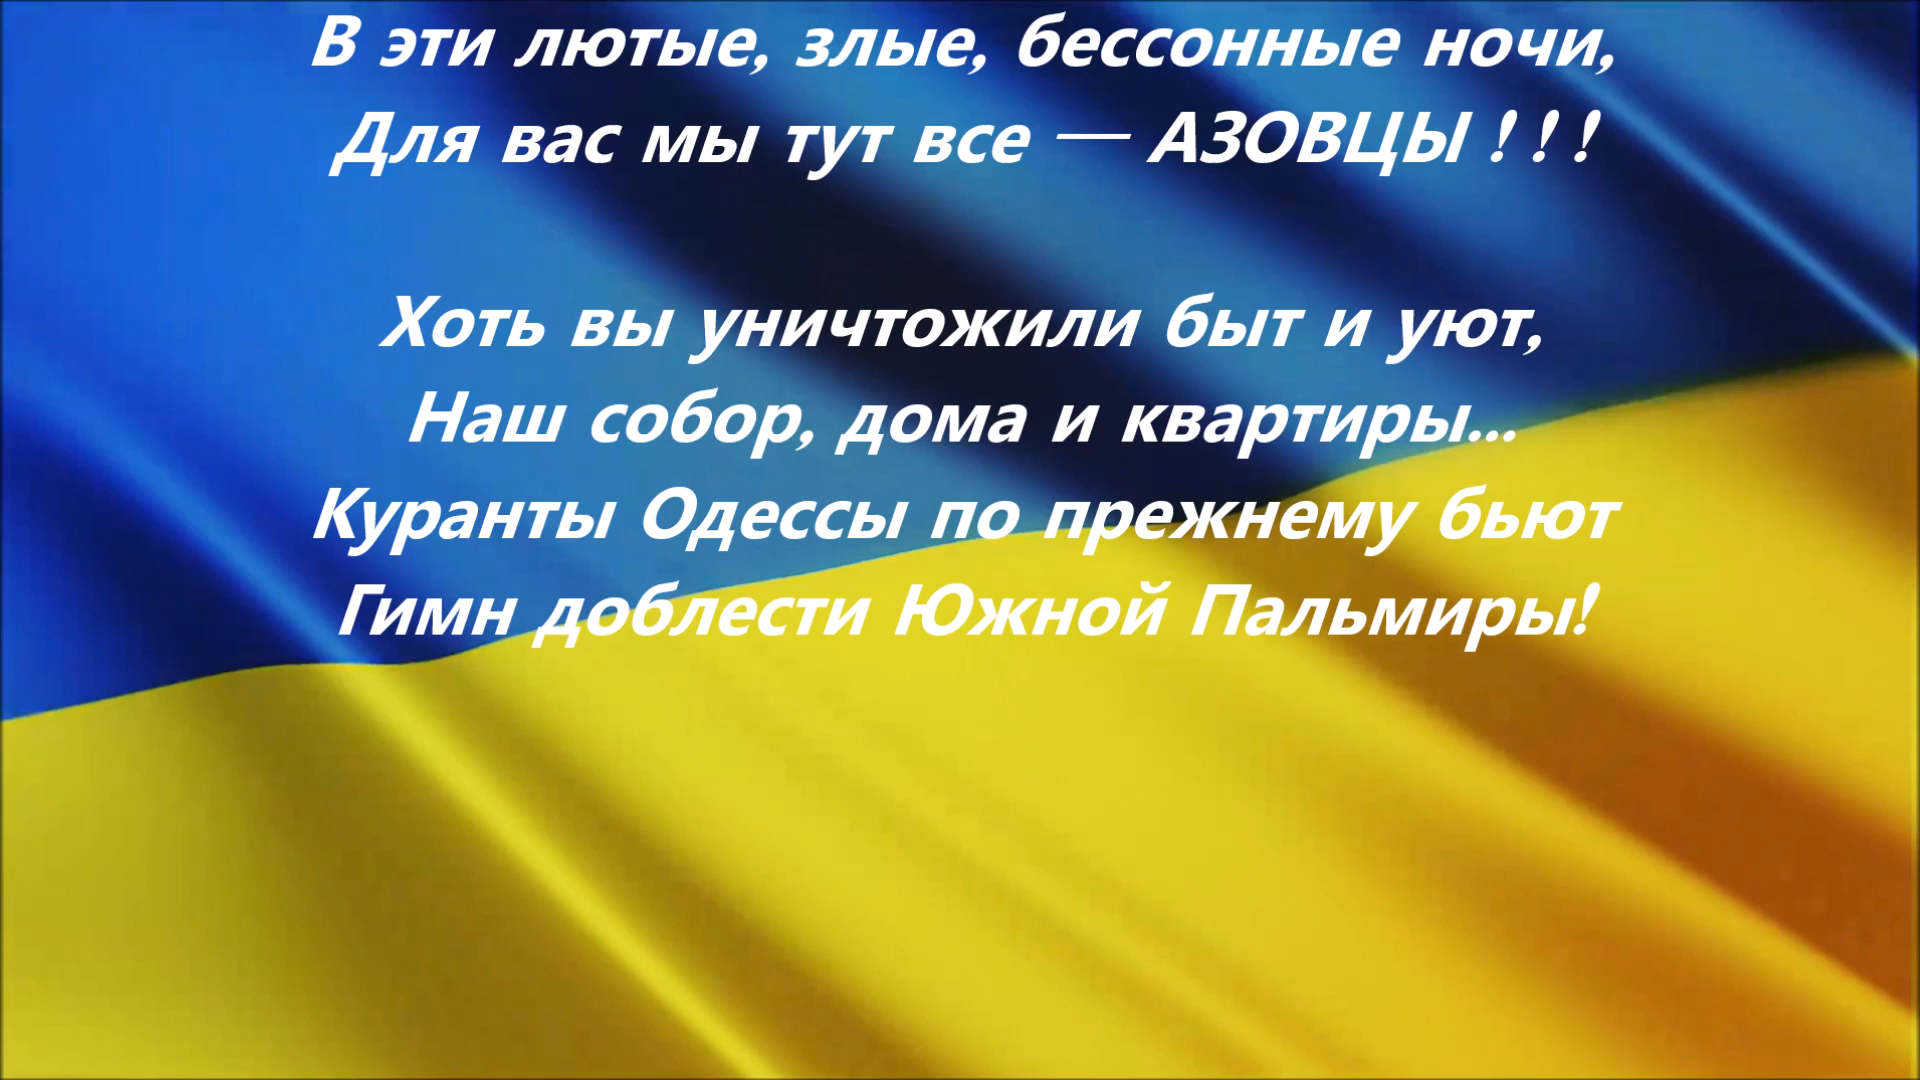 В эти лютые, злые, бессонные ночи,
Для вас мы тут все — АЗОВЦЫ ! ! !
Хоть вы уничтожили быт и уют,
Наш собор, дома и квартиры...
Куранты Одессы по прежнему бьют
Гимн доблести Южной Пальмиры!